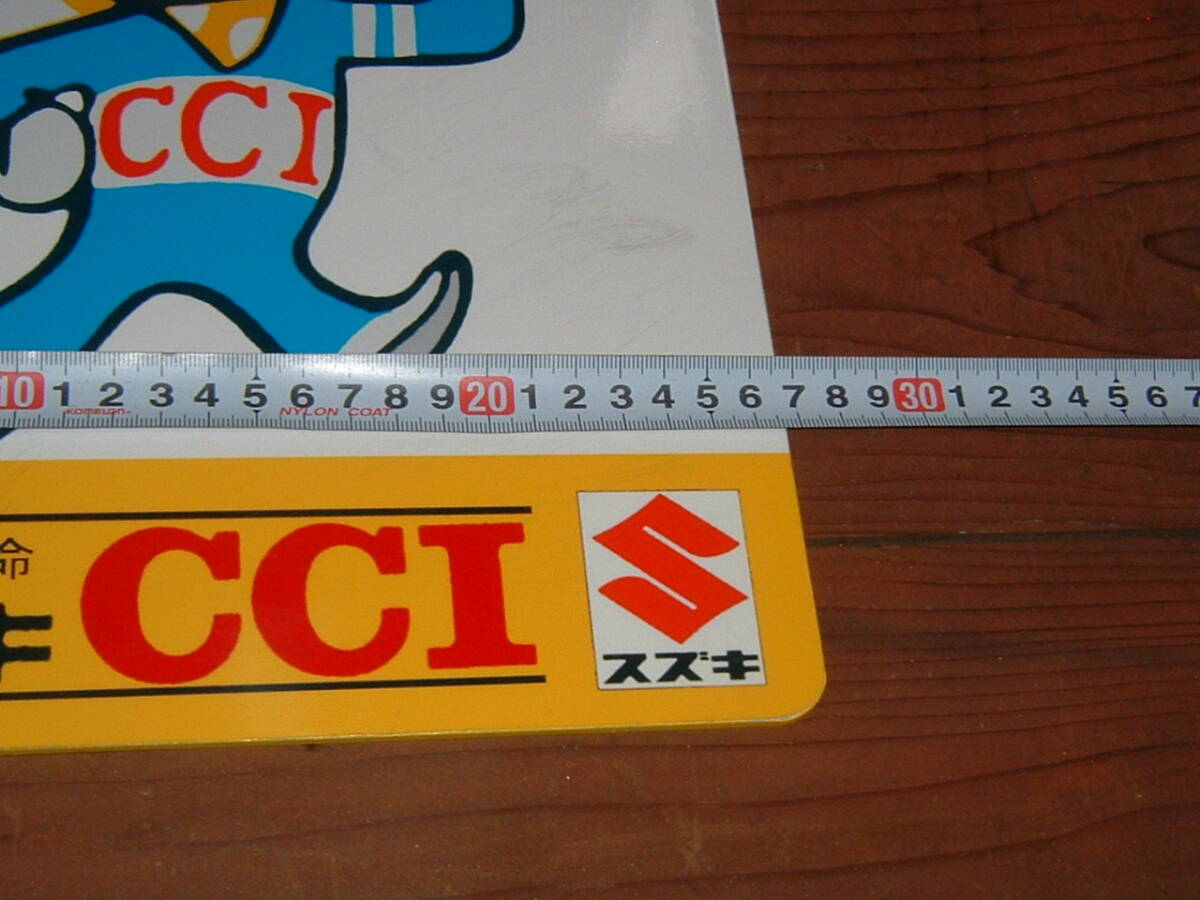 CCI
10 1 2 3 4 5 6 7 8 9 20 1 2 3 4 5 6 7 8 9 30 1 2 3 4 5 6 7
KOMELON NYLON COAT
命
キ CCI
スズキ